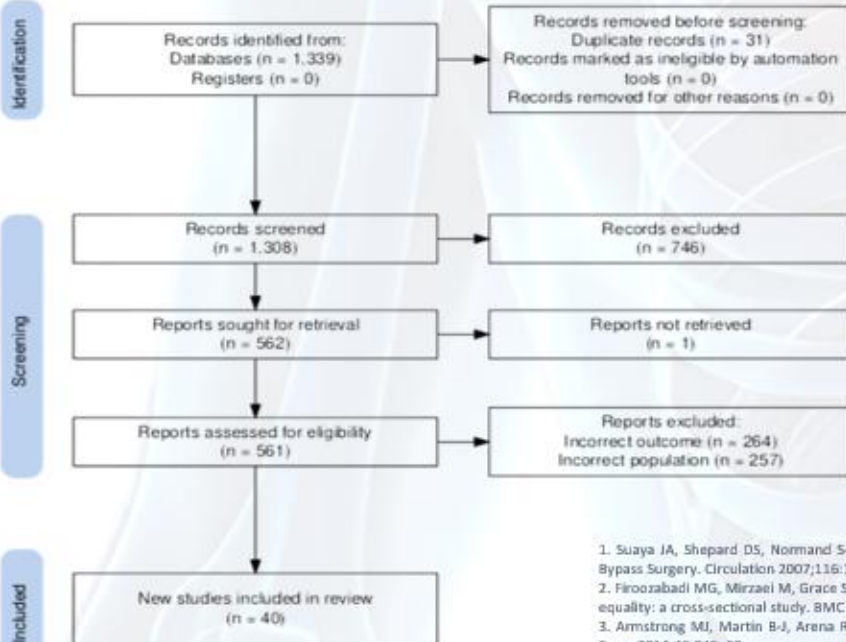 Identification
Records identified from:
Databases (n = 1.339)
Registers (n = 0)
Records removed before screening:
Duplicate records (n = 31)
Records marked as ineligible by automation
tools (n = 0)
Records removed for other reasons (n = 0)
Screening
Records screened
(n = 1.308)
Records excluded
(n = 746)
Reports sought for retrieval
(n = 562)
Reports not retrieved
(n = 1)
Reports assessed for eligibility
(n = 561)
Reports excluded:
Incorrect outcome (n = 264)
Incorrect population (n = 257)
Included
New studies included in review
(n = 40)
1. Suaya JA, Shepard DS, Normand
Bypass Surgery. Circulation 2007;116:
2. Firoozabadi MG, Mirzaei M, Grace
equality: a cross-sectional study. BMC
3. Armstrong MJ, Martin B-J, Arena